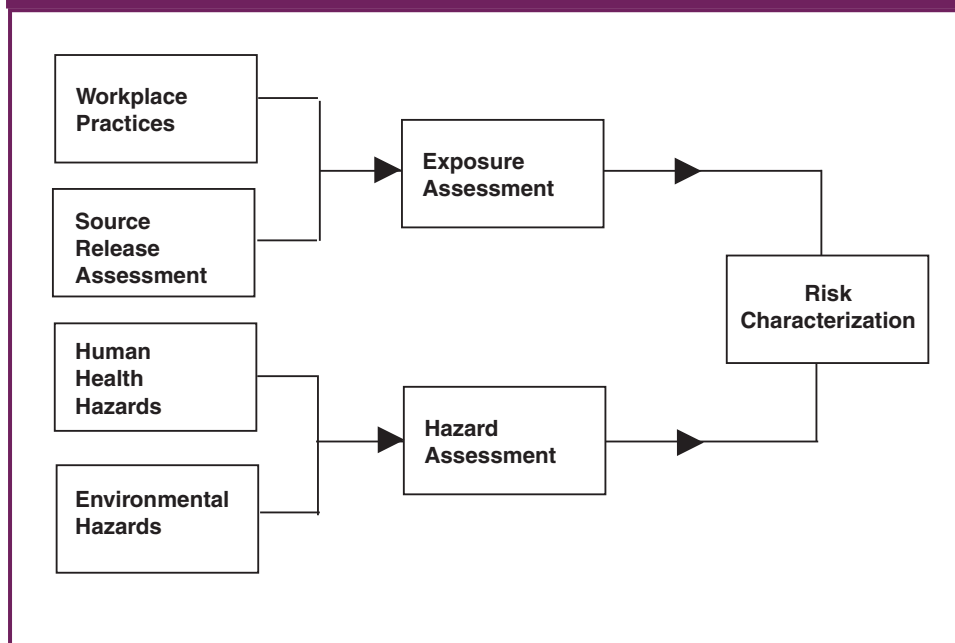 Workplace
Practices
Source
Release
Assessment
Human
Health
Hazards
Environmental
Hazards
Exposure
Assessment
Hazard
Assessment
Risk
Characterization